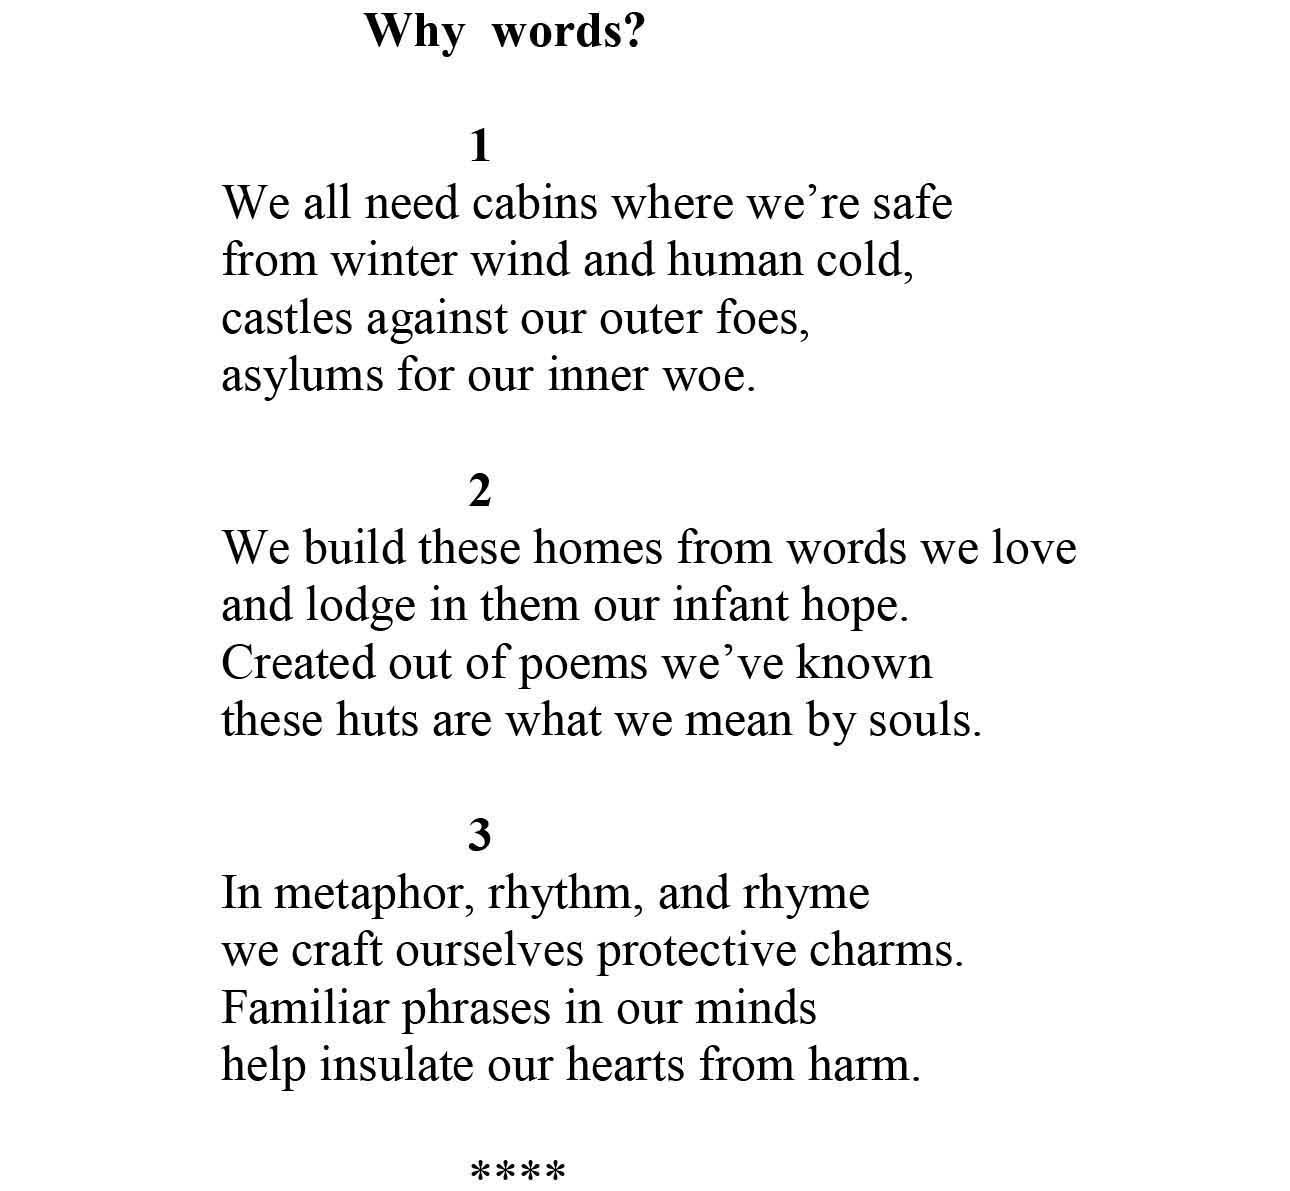 Why words?
1
We all need cabins where we’re safe
from winter wind and human cold,
castles against our outer foes,
asylums for our inner woe.
2
We build these homes from words we love
and lodge in them our infant hope.
Created out of poems we’ve known
these huts are what we mean by souls.
3
In metaphor, rhythm, and rhyme
we craft ourselves protective charms.
Familiar phrases in our minds
help insulate our hearts from harm.
****